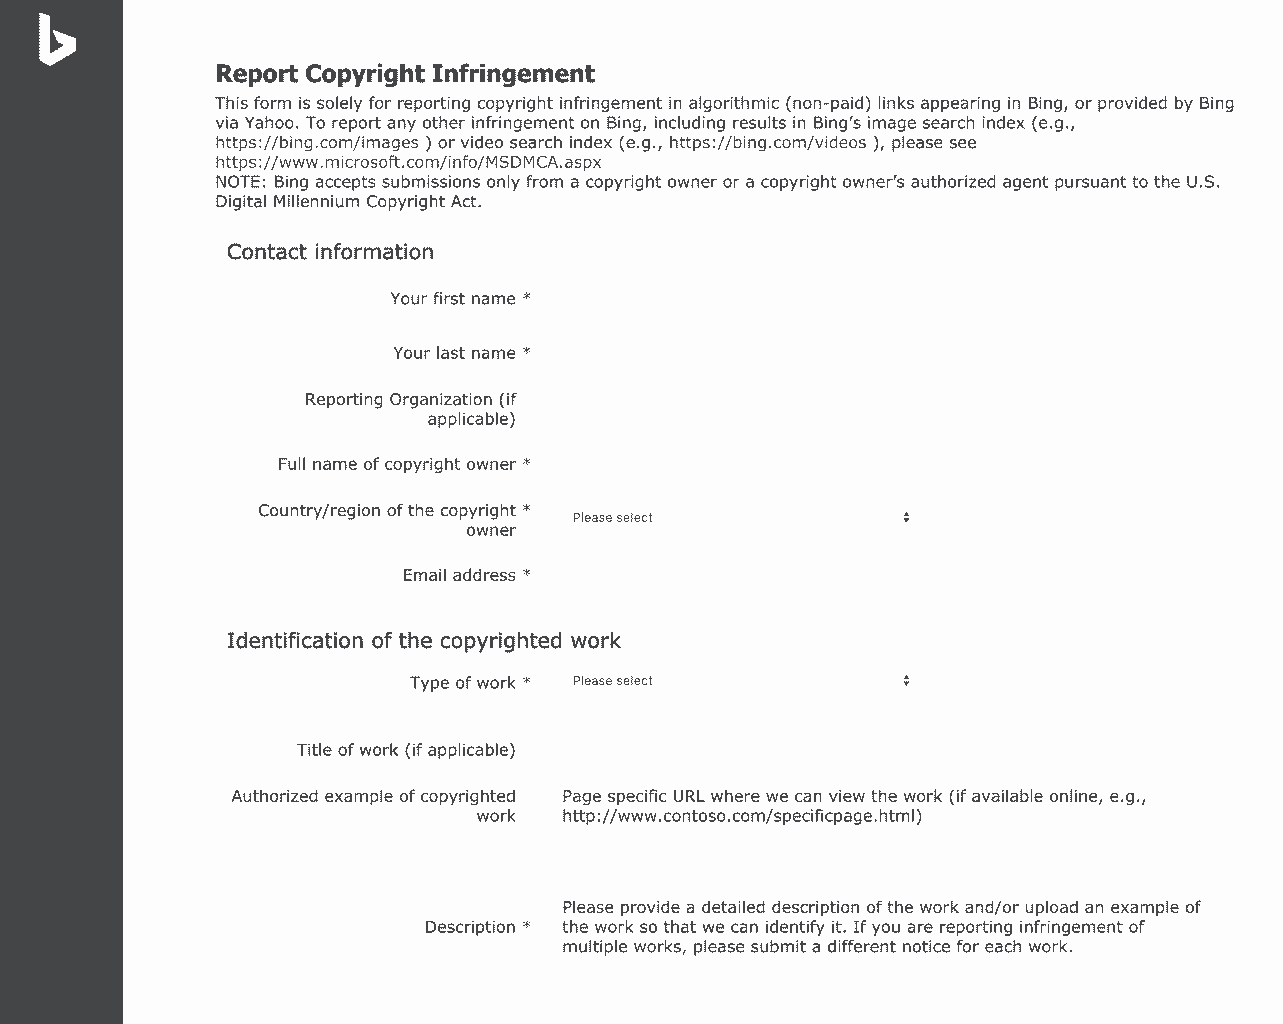 Report Copyright Infringement
This form is solely for reporting copyright infringement in algorithmic (non-paid) links appearing in Bing, or provided by Bing
via Yahoo. To report any other infringement on Bing, including results in Bing's image search index (e.g.,
https://bing.com/images ) or video search index (e.g., https://bing.com/videos ), please see
https://www.microsoft.com/info/MSDMCA.aspx
NOTE: Bing accepts submissions only from a copyright owner or a copyright owner's authorized agent pursuant to the U.S.
Digital Millennium Copyright Act.
Contact information
Your first name *
Your last name *
Reporting Organization (if
applicable)
Full name of copyright owner *
Country/region of the copyright *
owner
Please select
Email address *
Identification of the copyrighted work
Type of work * Please select
Title of work (if applicable)
Authorized example of copyrighted
work
Page specific URL where we can view the work (if available online, e.g.,
http://www.contoso.com/specificpage.html)
Description *
Please provide a detailed description of the work and/or upload an example of
the work so that we can identify it. If you are reporting infringement of
multiple works, please submit a different notice for each work.